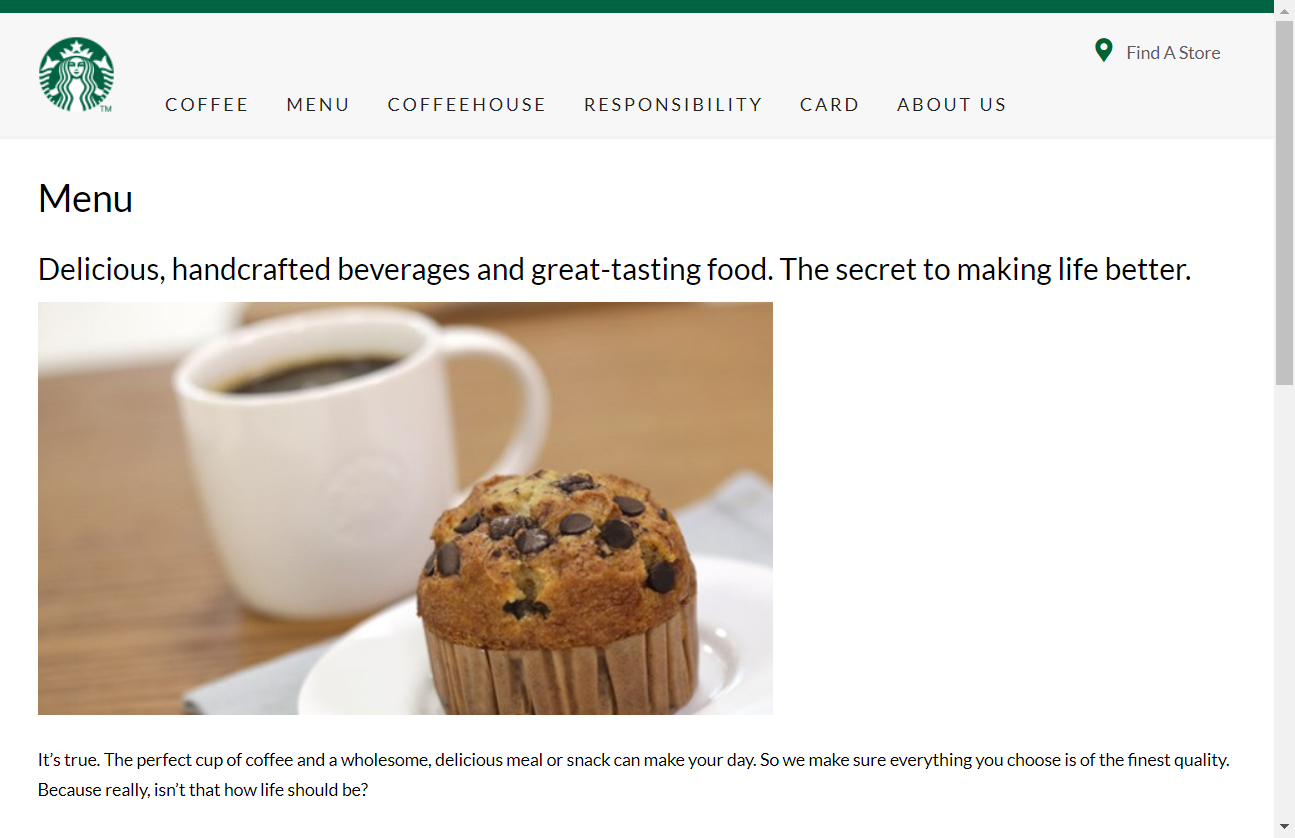 Find A Store
TM
COFFEE MENU COFFEEHOUSE RESPONSIBILITY CARD ABOUT US
Menu
Delicious, handcrafted beverages and great-tasting food. The secret to making life better.
It’s true. The perfect cup of coffee and a wholesome, delicious meal or snack can make your day. So we make sure everything you choose is of the finest quality.
Because really, isn’t that how life should be?